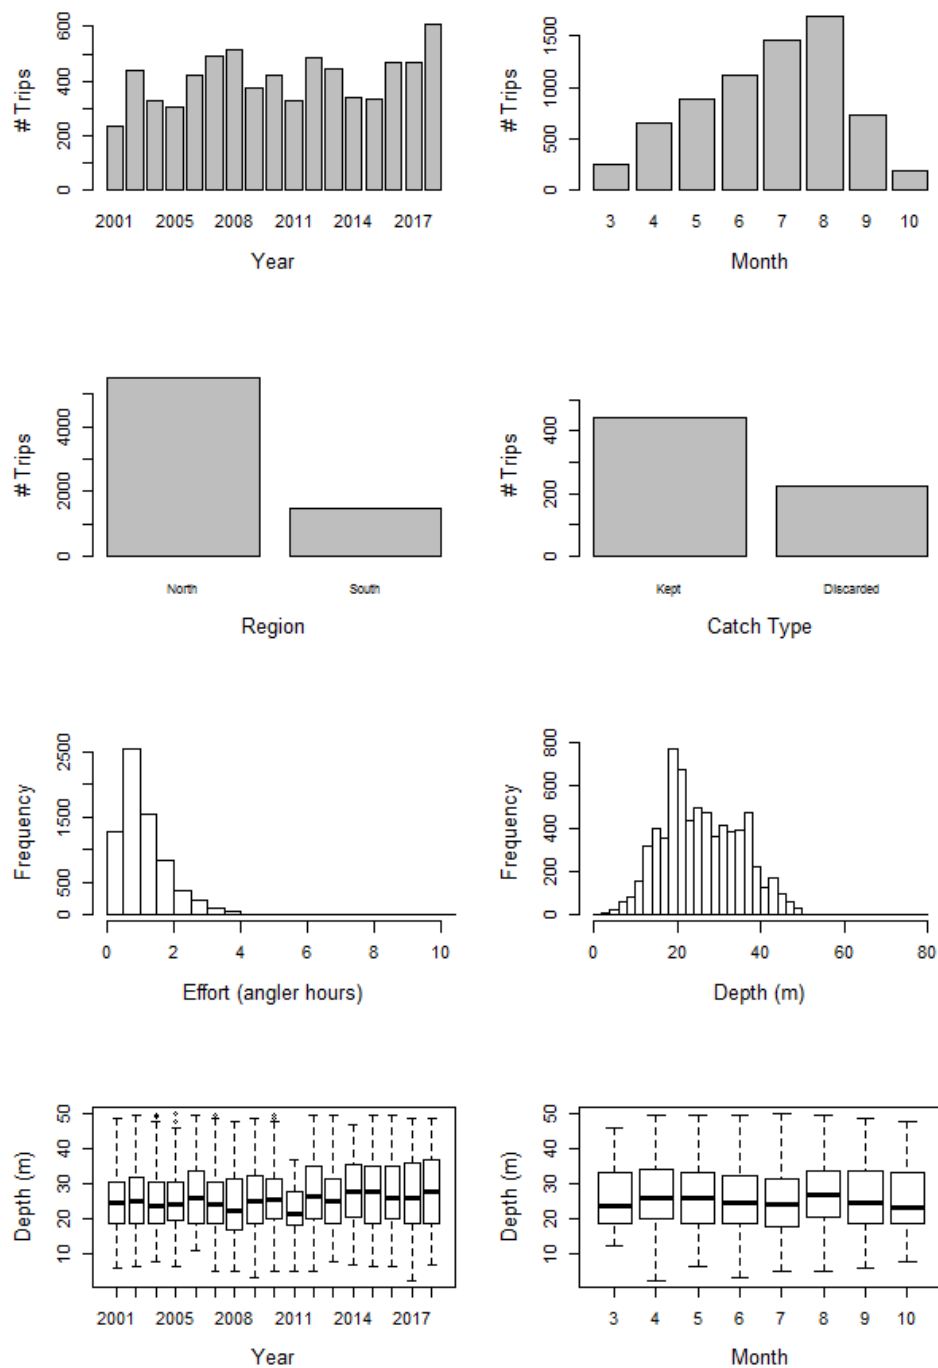 # Trips
600
400
200
0
2001 2005 2008 2011 2014 2017
Year
# Trips
1500
1000
500
0
3 4 5 6 7 8 9 10
Month
# Trips
4000
2000
0
North South
Region
# Trips
400
200
0
Kept Discarded
Catch Type
Frequency
2500
1500
500
0
0 2 4 6 8 10
Effort (angler hours)
Frequency
800
600
400
200
0
0 20 40 60 80
Depth (m)
Depth (m)
50
40
30
20
10
2001 2005 2008 2011 2014 2017
Year
Depth (m)
50
40
30
20
10
3 4 5 6 7 8 9 10
Month